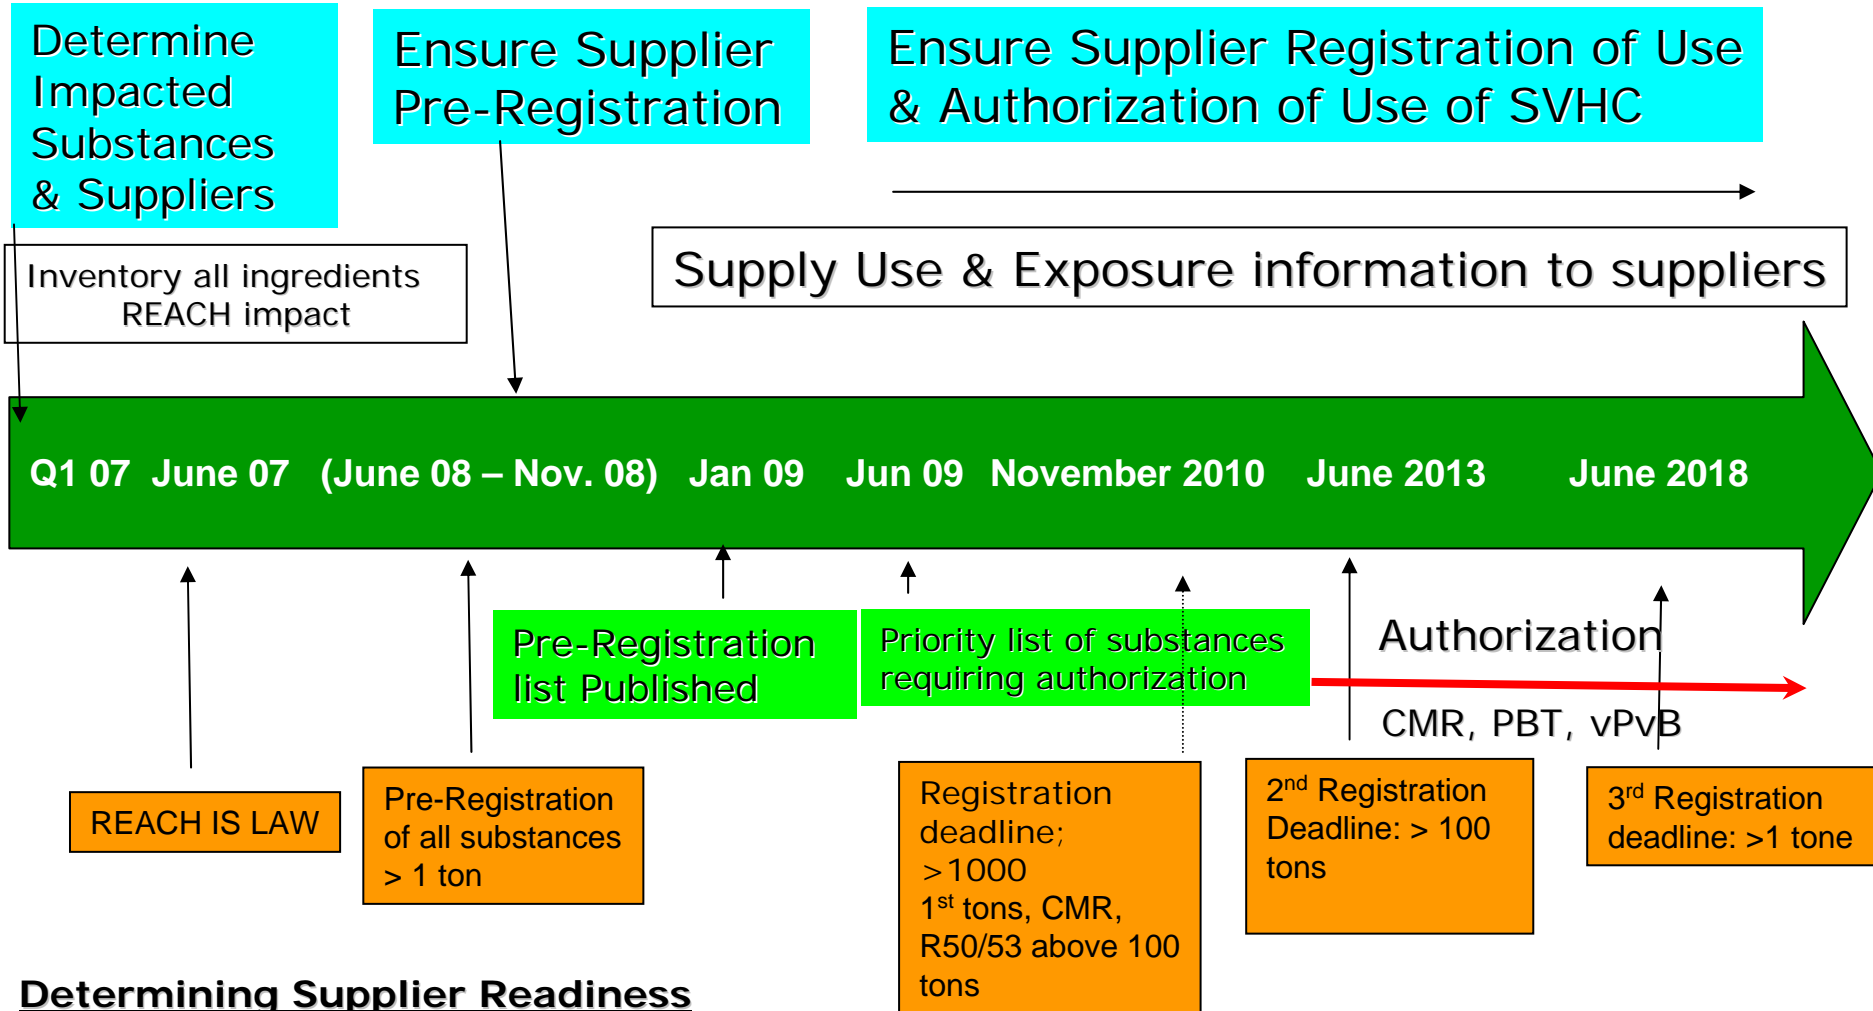 Determine
Impacted
Substances
& Suppliers
Ensure Supplier
Pre-Registration
Ensure Supplier Registration of Use
& Authorization of Use of SVHC
Inventory all ingredients
REACH impact
Supply Use & Exposure information to suppliers
Q1 07 June 07 (June 08 – Nov. 08) Jan 09 Jun 09 November 2010 June 2013 June 2018
Pre-Registration
list Published
Priority list of substances
requiring authorization
Authorization
CMR, PBT, vPvB
REACH IS LAW
Pre-Registration
of all substances
> 1 ton
Registration
deadline;
>1000
1st tons, CMR,
R50/53 above 100
tons
2nd Registration
Deadline: > 100
tons
3rd Registration
deadline: >1 tone
Determining Supplier Readiness